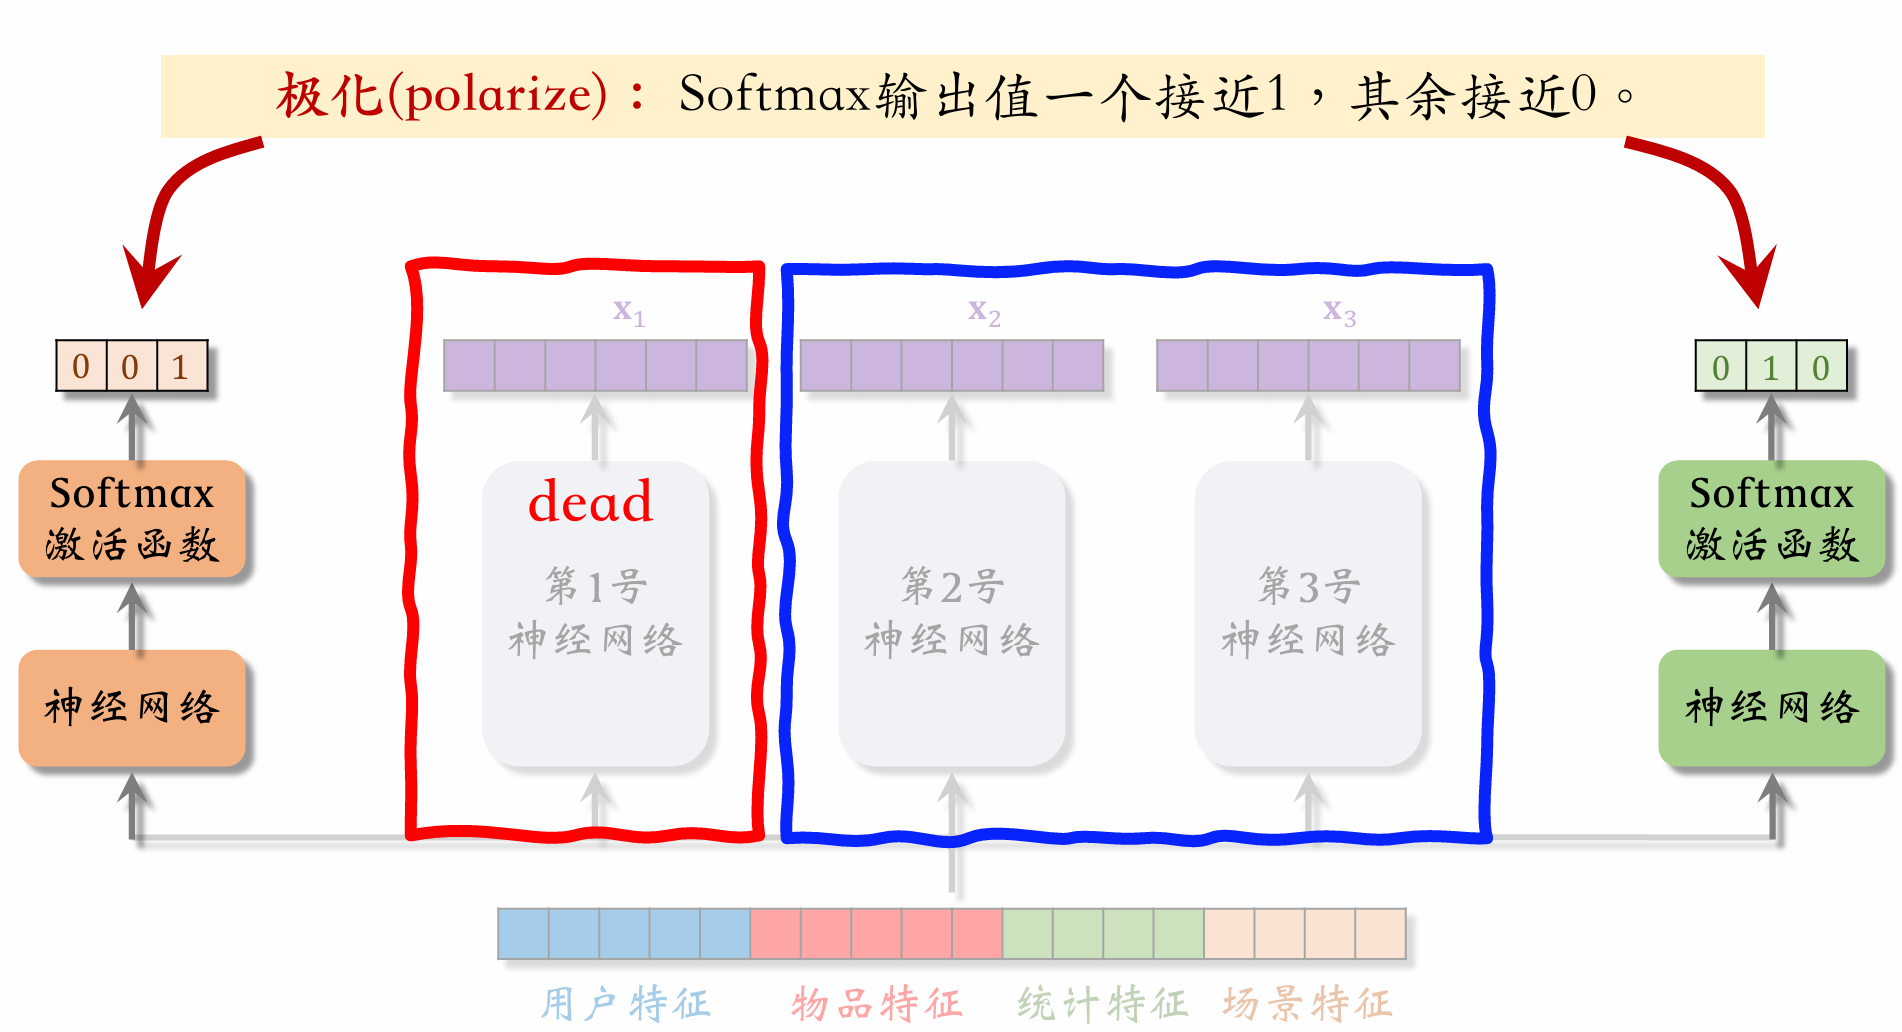 极化(polarize)：Softmax输出值一个接近1，其余接近0。
x1
x2
x3
0 0 1
0 1 0
Softmax
激活函数
dead
第1号
神经网络
第2号
神经网络
第3号
神经网络
Softmax
激活函数
神经网络
神经网络
用户特征
物品特征
统计特征
场景特征